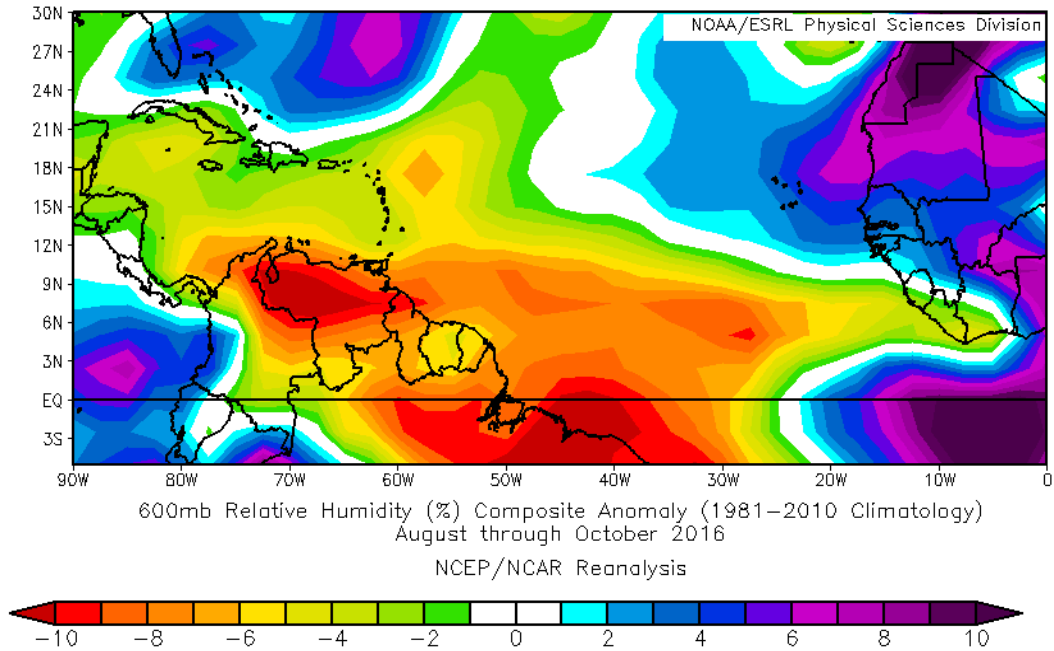 NOAA/ESRL Physical Sciences Division
30N
27N
24N
21N
18N
15N
12N
9N
6N
3N
EQ
3S
90W 80W 70W 60W 50W 40W 30W 20W 10W 0
600mb Relative Humidity (%) Composite Anomaly (1981-2010 Climatology)
August through October 2016
NCEP/NCAR Reanalysis
-10 -8 -6 -4 -2 0 2 4 6 8 10